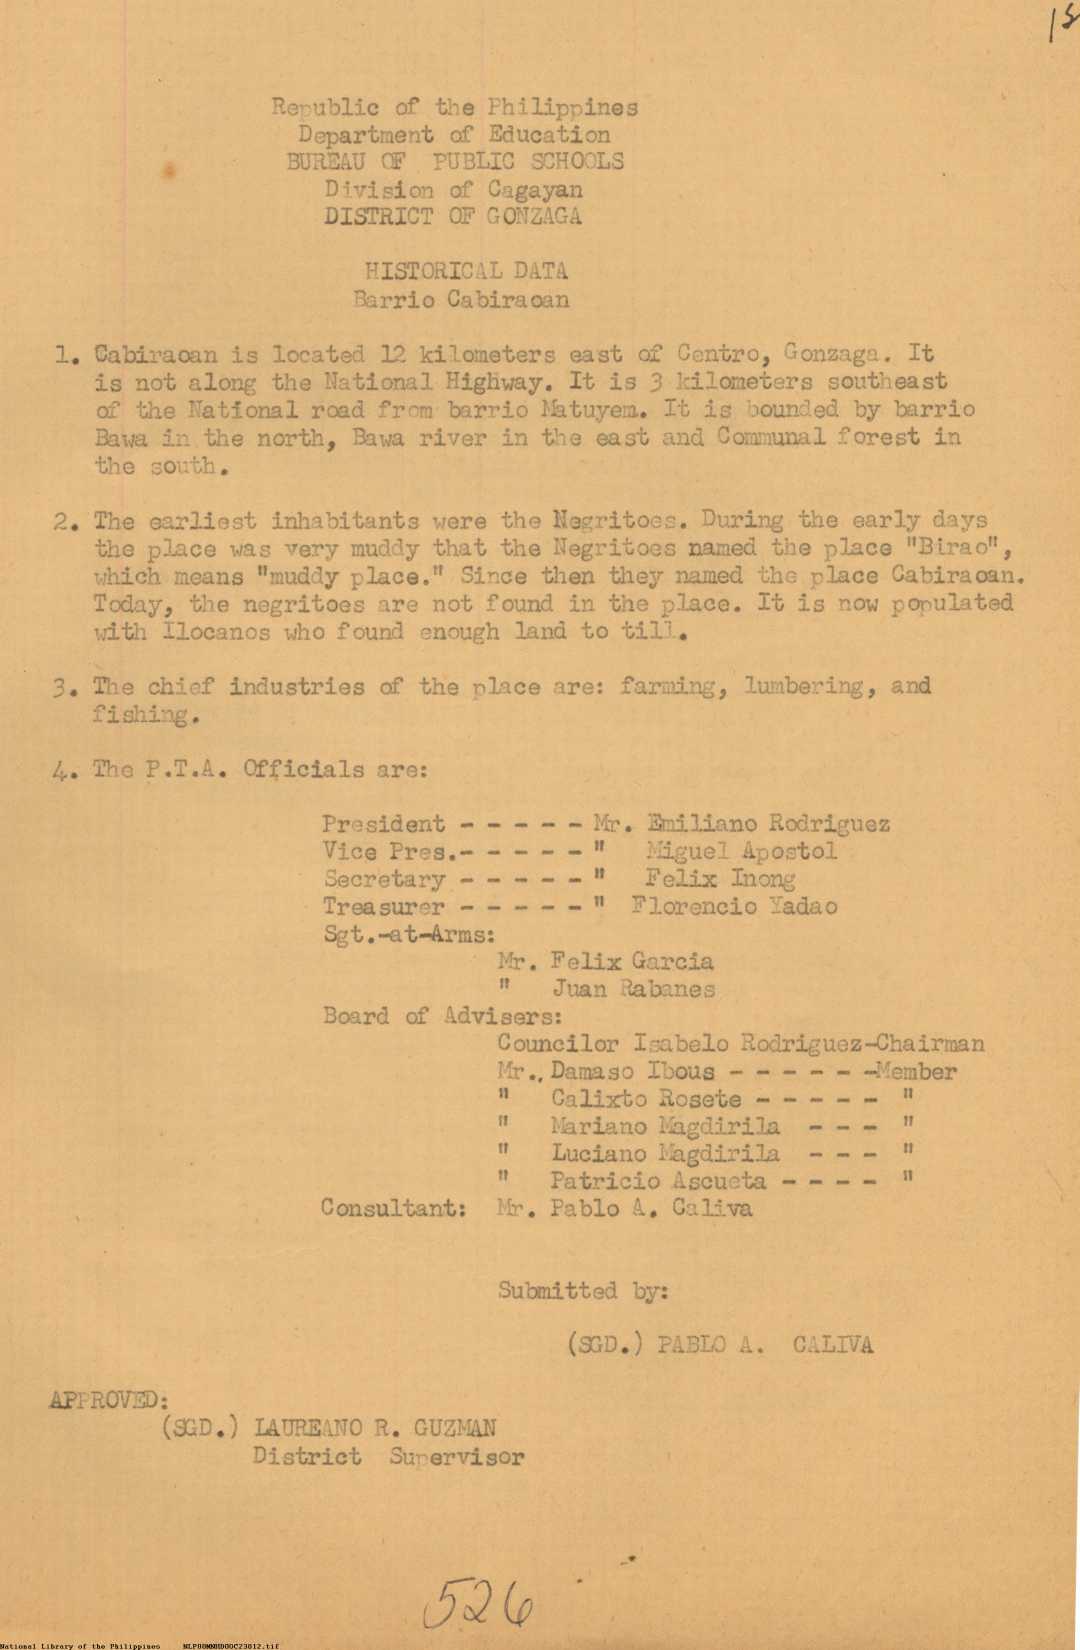 Republic of the Philippines
Department of Education
BUREAU OF PUBLIC SCHOOLS
Division of Cagayan
DISTRICT OF GONZAGA
HISTORICAL DATA
Barrio Cabiraoan
1. Cabiraoan is located 12 kilometers east of Centro, Gonzaga. It
is not along the National Highway. It is 3 kilometers southeast
of the National road from barrio Matuyem. It is bounded by barrio
Bawa in the north, Bawa river in the east and Communal forest in
the south.
2. The earliest inhabitants were the Negritoes. During the early days
the place was very muddy that the Negritoes named the place "Birao",
which means "muddy place." Since then they named the place Cabiraoan.
Today, the negritoes are not found in the place. It is now populated
with Ilocanos who found enough land to till.
3. The chief industries of the place are: farming, lumbering, and
fishing.
4. The P.T.A. Officials are:
President - - - - - Mr. Emiliano Rodriguez
Vice Pres.- - - - - " Miguel Apostol
Secretary - - - - - " Felix Inong
Treasurer - - - - - " Florencio Yadao
Sgt.-at-Arms:
Mr. Felix Garcia
" Juan Rabanes
Board of Advisers:
Councilor Isabelo Rodriguez-Chairman
Mr., Damaso Ibous - - - - - -Member
" Calixto Rosete - - - - - "
" Mariano Magdirila - - - "
" Luciano Magdirila - - - "
" Patricio Ascueta - - - - "
Consultant: Mr. Pablo A. Caliva
Submitted by:
(SGD.) PABLO A. CALIVA
APPROVED:
(SGD.) LAUREANO R. GUZMAN
District Supervisor
526
National Library of the Philippines NLP00MNHD00C23012.tif